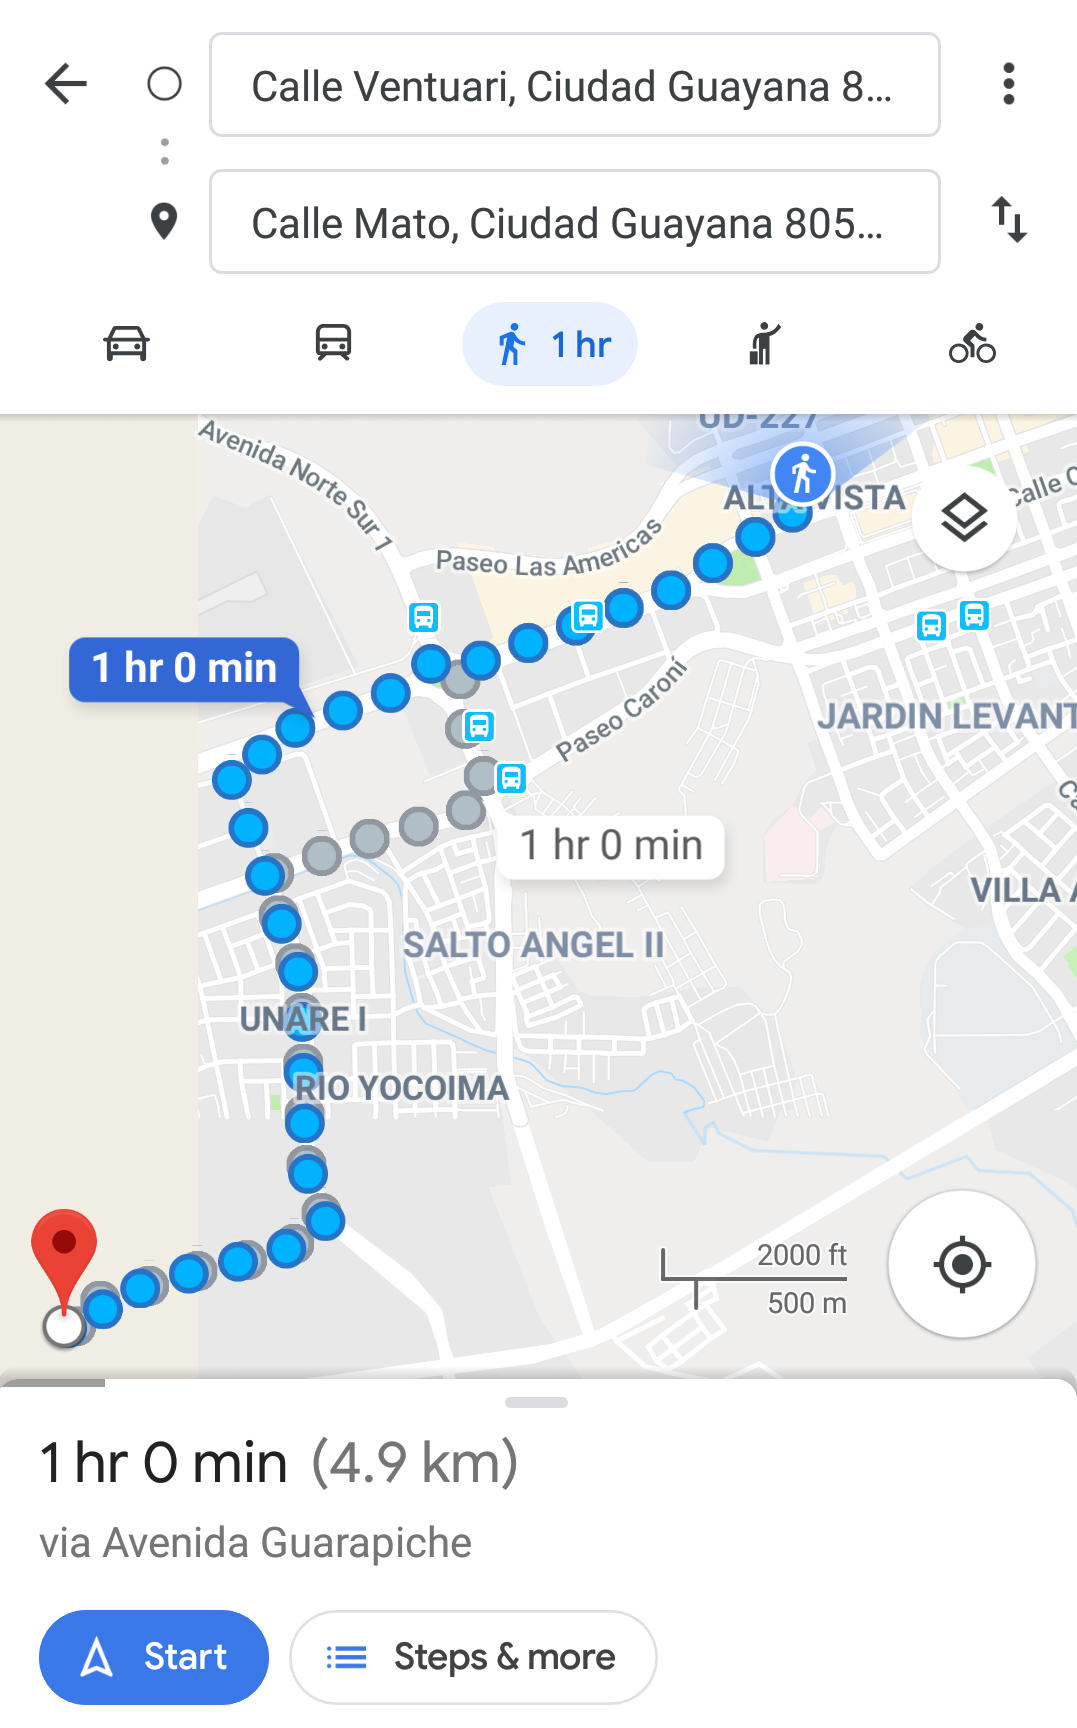 Calle Ventuari, Ciudad Guayana 8...
Calle Mato, Ciudad Guayana 805...
1 hr
UD-227
Avenida Norte Sur 1
ALTA VISTA
Calle C
Paseo Las Americas
1 hr 0 min
Paseo Caroní
JARDIN LEVANT
1 hr 0 min
VILLA A
SALTO ANGEL II
UNARE I
RIO YOCOIMA
2000 ft
500 m
1 hr 0 min (4.9 km)
via Avenida Guarapiche
Start
Steps & more